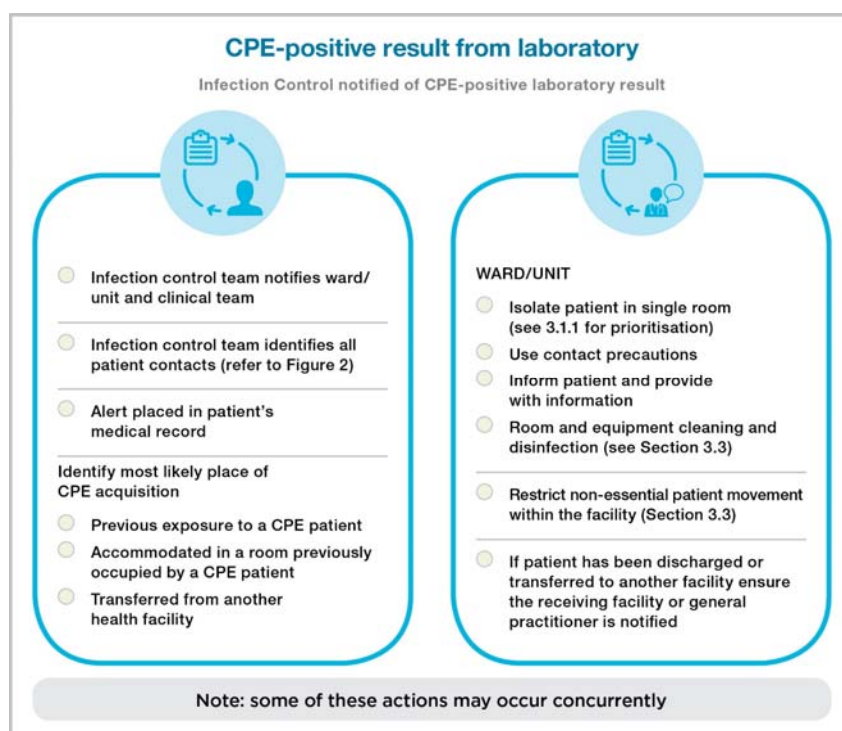 CPE-positive result from laboratory
Infection Control notified of CPE-positive laboratory result
Infection control team notifies ward/
unit and clinical team
Infection control team identifies all
patient contacts (refer to Figure 2)
Alert placed in patient's
medical record
Identify most likely place of
CPE acquisition
Previous exposure to a CPE patient
Accommodated in a room previously
occupied by a CPE patient
Transferred from another
health facility
WARD/UNIT
Isolate patient in single room
(see 3.1.1 for prioritisation)
Use contact precautions
Inform patient and provide
with information
Room and equipment cleaning and
disinfection (see Section 3.3)
Restrict non-essential patient movement
within the facility (Section 3.3)
If patient has been discharged or
transferred to another facility ensure
the receiving facility or general
practitioner is notified
Note: some of these actions may occur concurrently